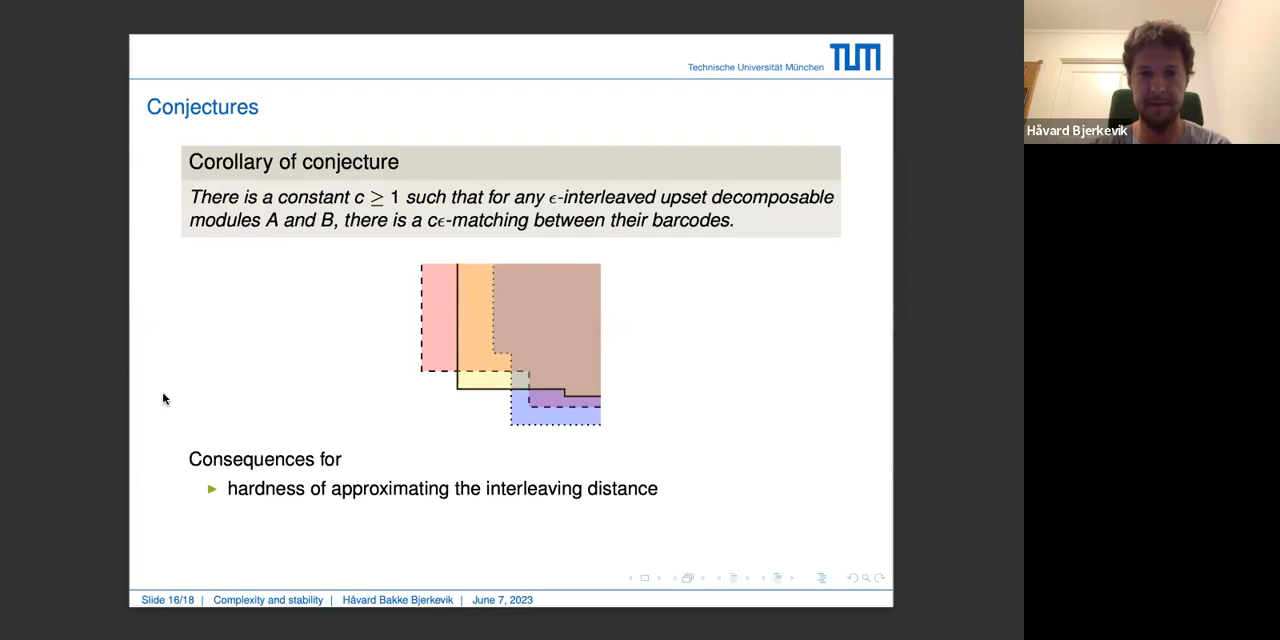 Technische Universität München
TUM
Conjectures
Corollary of conjecture
There is a constant c ≥ 1 such that for any ϵ-interleaved upset decomposable
modules A and B, there is a cϵ-matching between their barcodes.
Consequences for
hardness of approximating the interleaving distance
Slide 16/18 | Complexity and stability | Håvard Bakke Bjerkevik | June 7, 2023
Håvard Bjerkevik